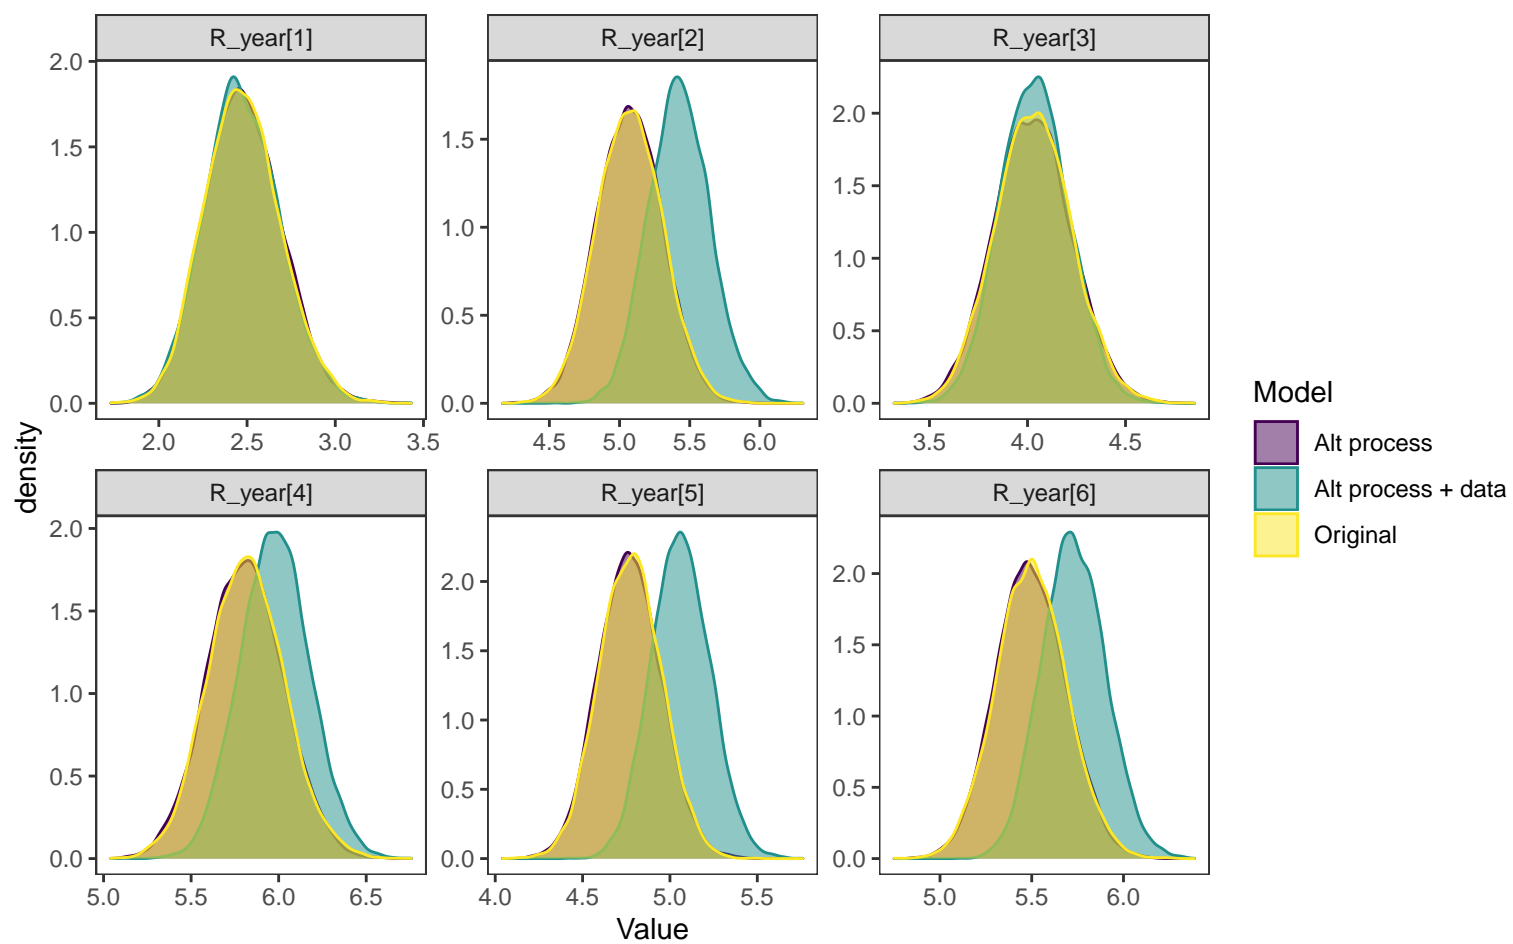 R_year[1] R_year[2] R_year[3]
2.0
1.5
1.0
0.5
0.0
1.5
1.0
0.5
0.0
2.0
1.5
1.0
0.5
0.0
2.0 2.5 3.0 3.5
4.5 5.0 5.5 6.0
3.5 4.0 4.5
density
R_year[4] R_year[5] R_year[6]
2.0
1.5
1.0
0.5
0.0
2.0
1.5
1.0
0.5
0.0
2.0
1.5
1.0
0.5
0.0
5.0 5.5 6.0 6.5
4.0 4.5 5.0 5.5
5.0 5.5 6.0
Value
Model
Alt process
Alt process + data
Original